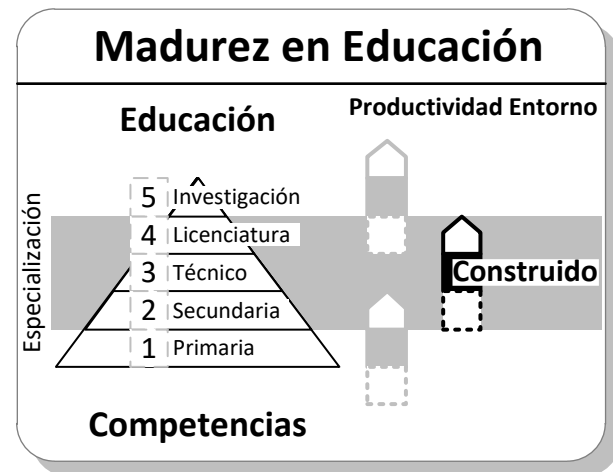 Madurez en Educación
Educación
Productividad Entorno
Especialización
5 Investigación
4 Licenciatura
3 Técnico
2 Secundaria
1 Primaria
Construido
Competencias